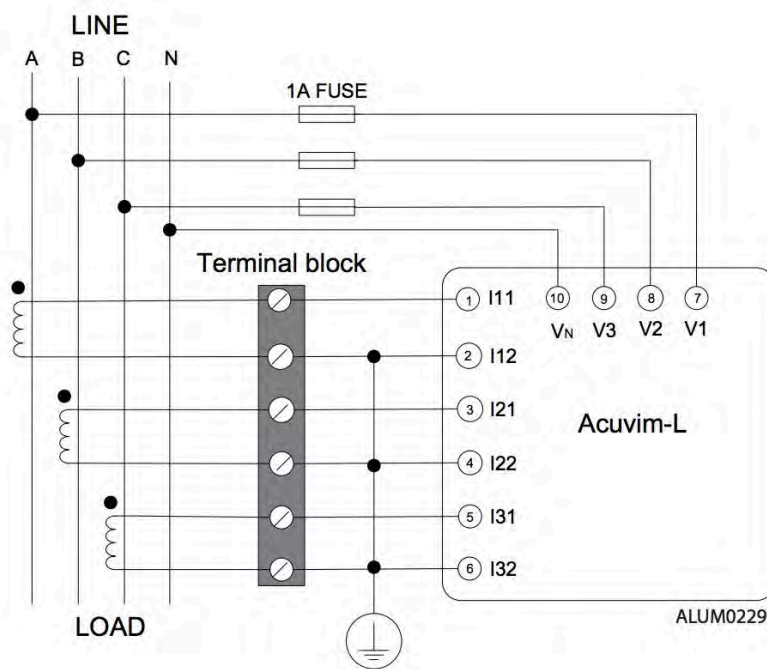 LINE
A B C N
1A FUSE
Terminal block
1 I11
10 9 8 7
VN V3 V2 V1
2 I12
3 I21
Acuvim-L
4 I22
5 I31
6 I32
ALUM0229
LOAD